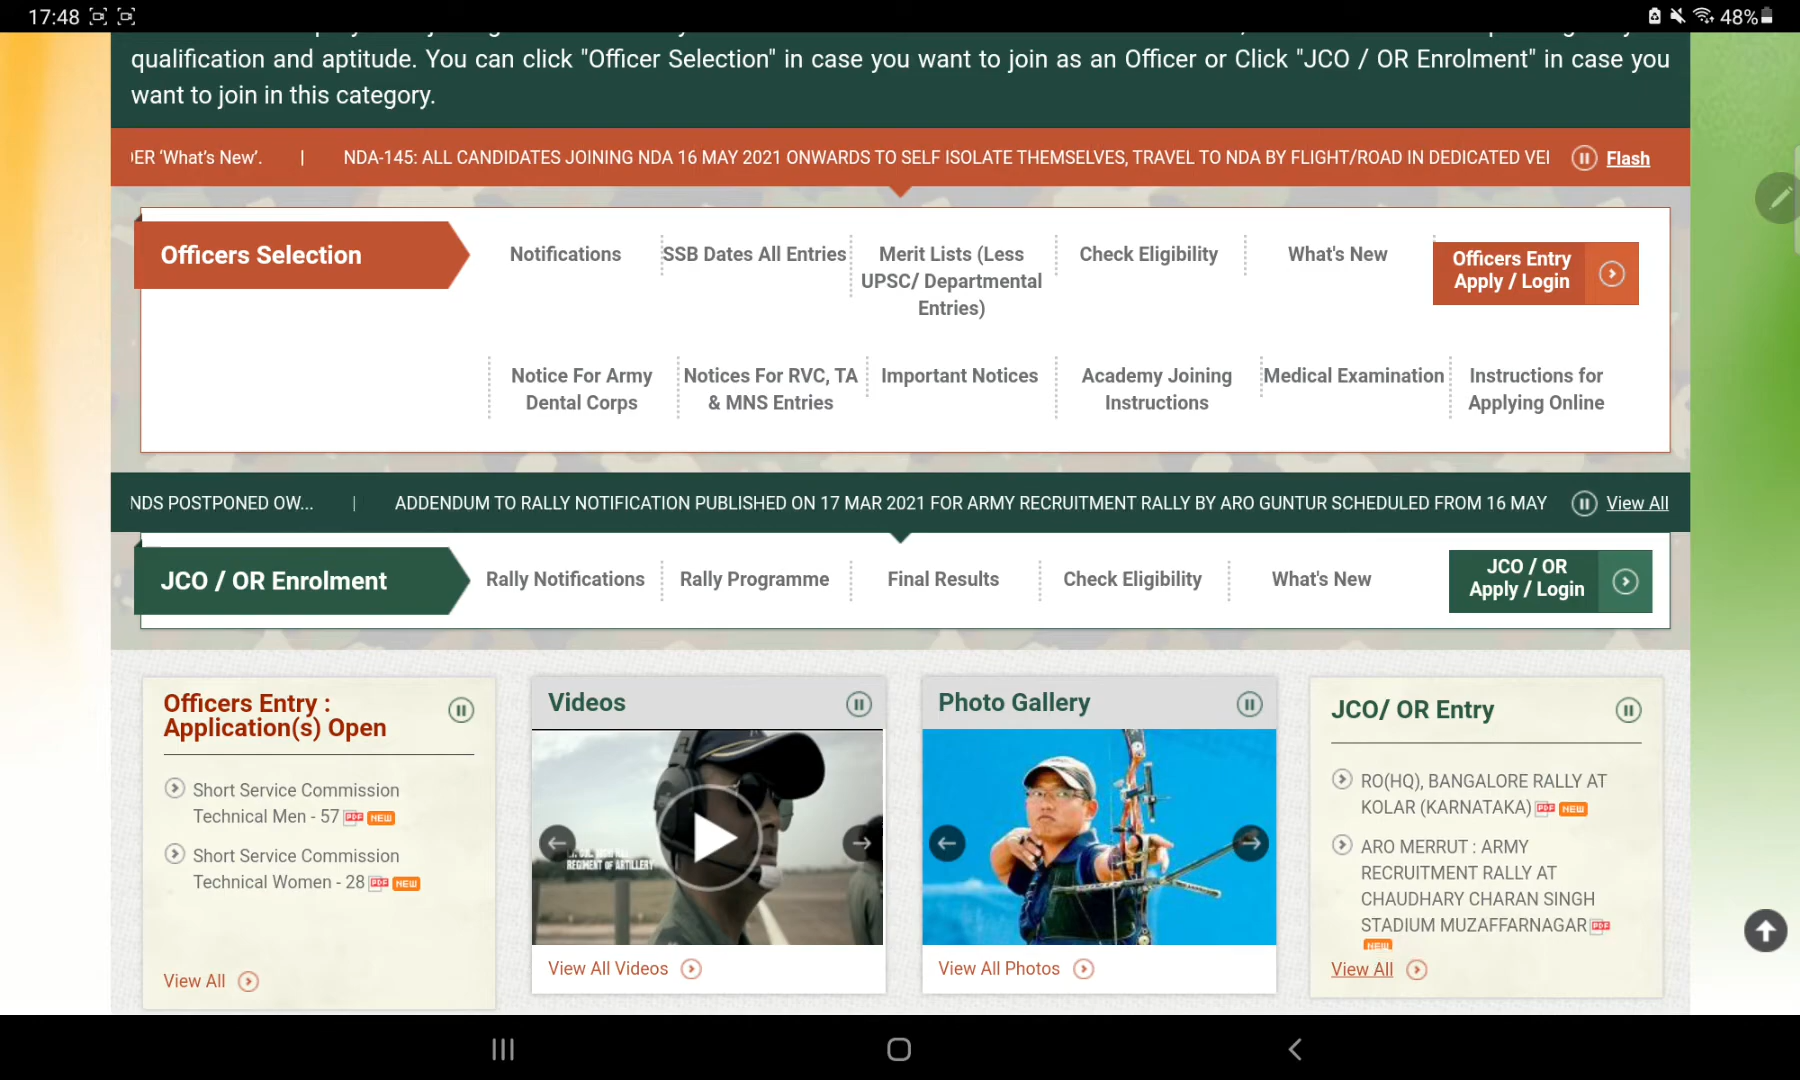 17:48
48%
qualification and aptitude. You can click "Officer Selection" in case you want to join as an Officer or Click "JCO / OR Enrolment" in case you
want to join in this category.
DER ‘What’s New’. | NDA-145: ALL CANDIDATES JOINING NDA 16 MAY 2021 ONWARDS TO SELF ISOLATE THEMSELVES, TRAVEL TO NDA BY FLIGHT/ROAD IN DEDICATED VEI Flash
Officers Selection
Notifications
SSB Dates All Entries
Merit Lists (Less
UPSC/ Departmental
Entries)
Check Eligibility
What's New
Officers Entry
Apply / Login
Notice For Army
Dental Corps
Notices For RVC, TA
& MNS Entries
Important Notices
Academy Joining
Instructions
Medical Examination
Instructions for
Applying Online
NDS POSTPONED OW... | ADDENDUM TO RALLY NOTIFICATION PUBLISHED ON 17 MAR 2021 FOR ARMY RECRUITMENT RALLY BY ARO GUNTUR SCHEDULED FROM 16 MAY View All
JCO / OR Enrolment
Rally Notifications
Rally Programme
Final Results
Check Eligibility
What's New
JCO / OR
Apply / Login
Officers Entry :
Application(s) Open
Short Service Commission
Technical Men - 57 PDF NEW
Short Service Commission
Technical Women - 28 PDF NEW
View All
Videos
REGIMENT OF ARTILLERY
View All Videos
Photo Gallery
View All Photos
JCO/ OR Entry
RO(HQ), BANGALORE RALLY AT
KOLAR (KARNATAKA) PDF NEW
ARO MERRUT : ARMY
RECRUITMENT RALLY AT
CHAUDHARY CHARAN SINGH
STADIUM MUZAFFARNAGAR PDF
NEW
View All